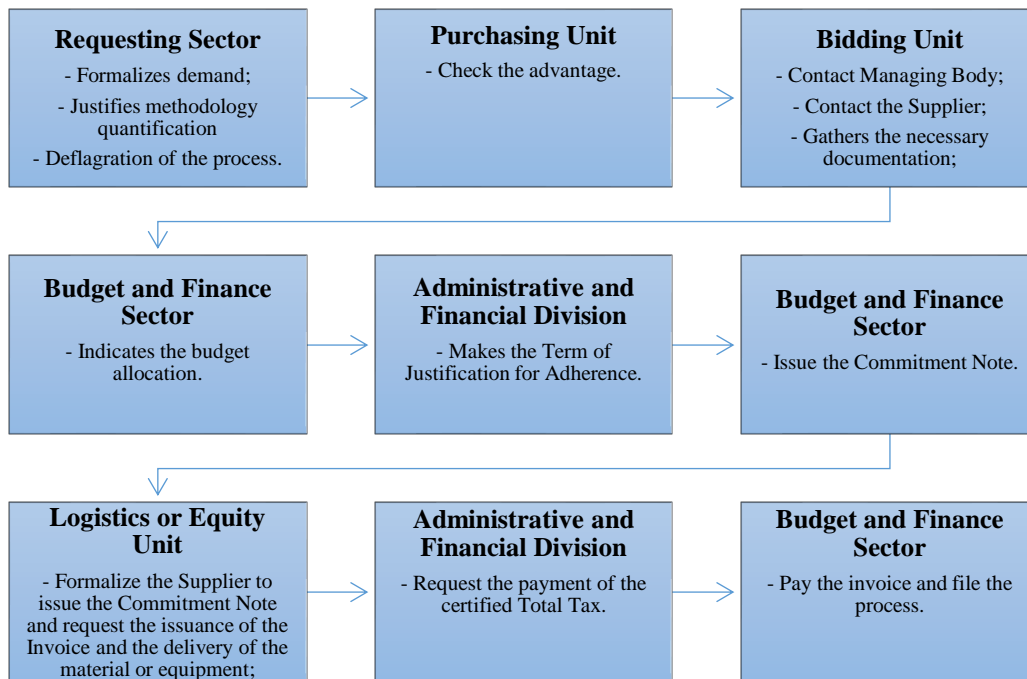 Requesting Sector
- Formalizes demand;
- Justifies methodology
quantification
- Deflagration of the process.
Purchasing Unit
- Check the advantage.
Bidding Unit
- Contact Managing Body;
- Contact the Supplier;
- Gathers the necessary
documentation;
Budget and Finance
Sector
- Indicates the budget
allocation.
Administrative and
Financial Division
- Makes the Term of
Justification for Adherence.
Budget and Finance
Sector
- Issue the Commitment Note.
Logistics or Equity
Unit
- Formalize the Supplier to
issue the Commitment Note
and request the issuance of the
Invoice and the delivery of the
material or equipment;
Administrative and
Financial Division
- Request the payment of the
certified Total Tax.
Budget and Finance
Sector
- Pay the invoice and file the
process.